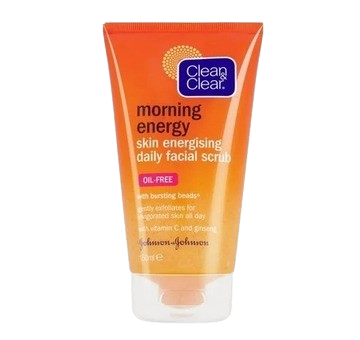 Clean &
Clear®
morning
energy
skin energising
daily facial scrub
OIL-FREE
with bursting beads*
gently exfoliates for
invigorated skin all day
with vitamin C and ginseng
Johnson & Johnson
150ml e